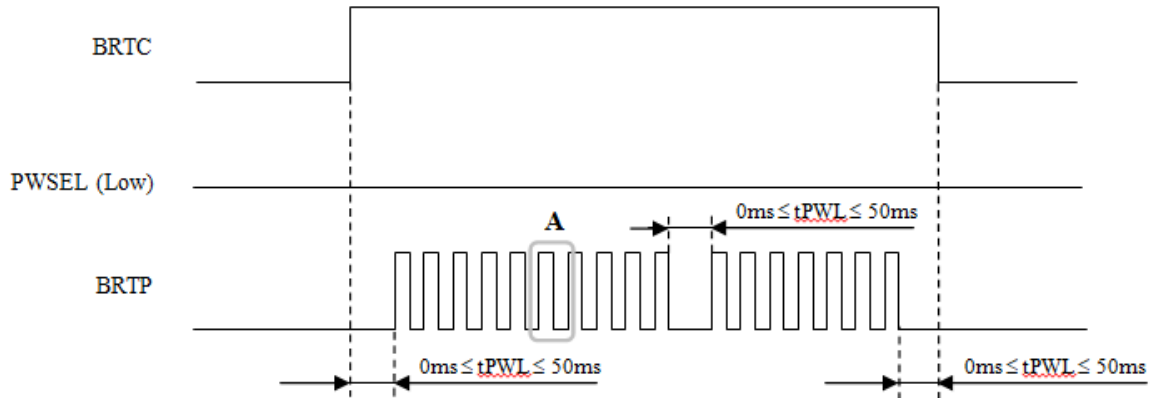 BRTC
PWSEL (Low)
A
0ms ≤ tPWL ≤ 50ms
BRTP
0ms ≤ tPWL ≤ 50ms
0ms ≤ tPWL ≤ 50ms